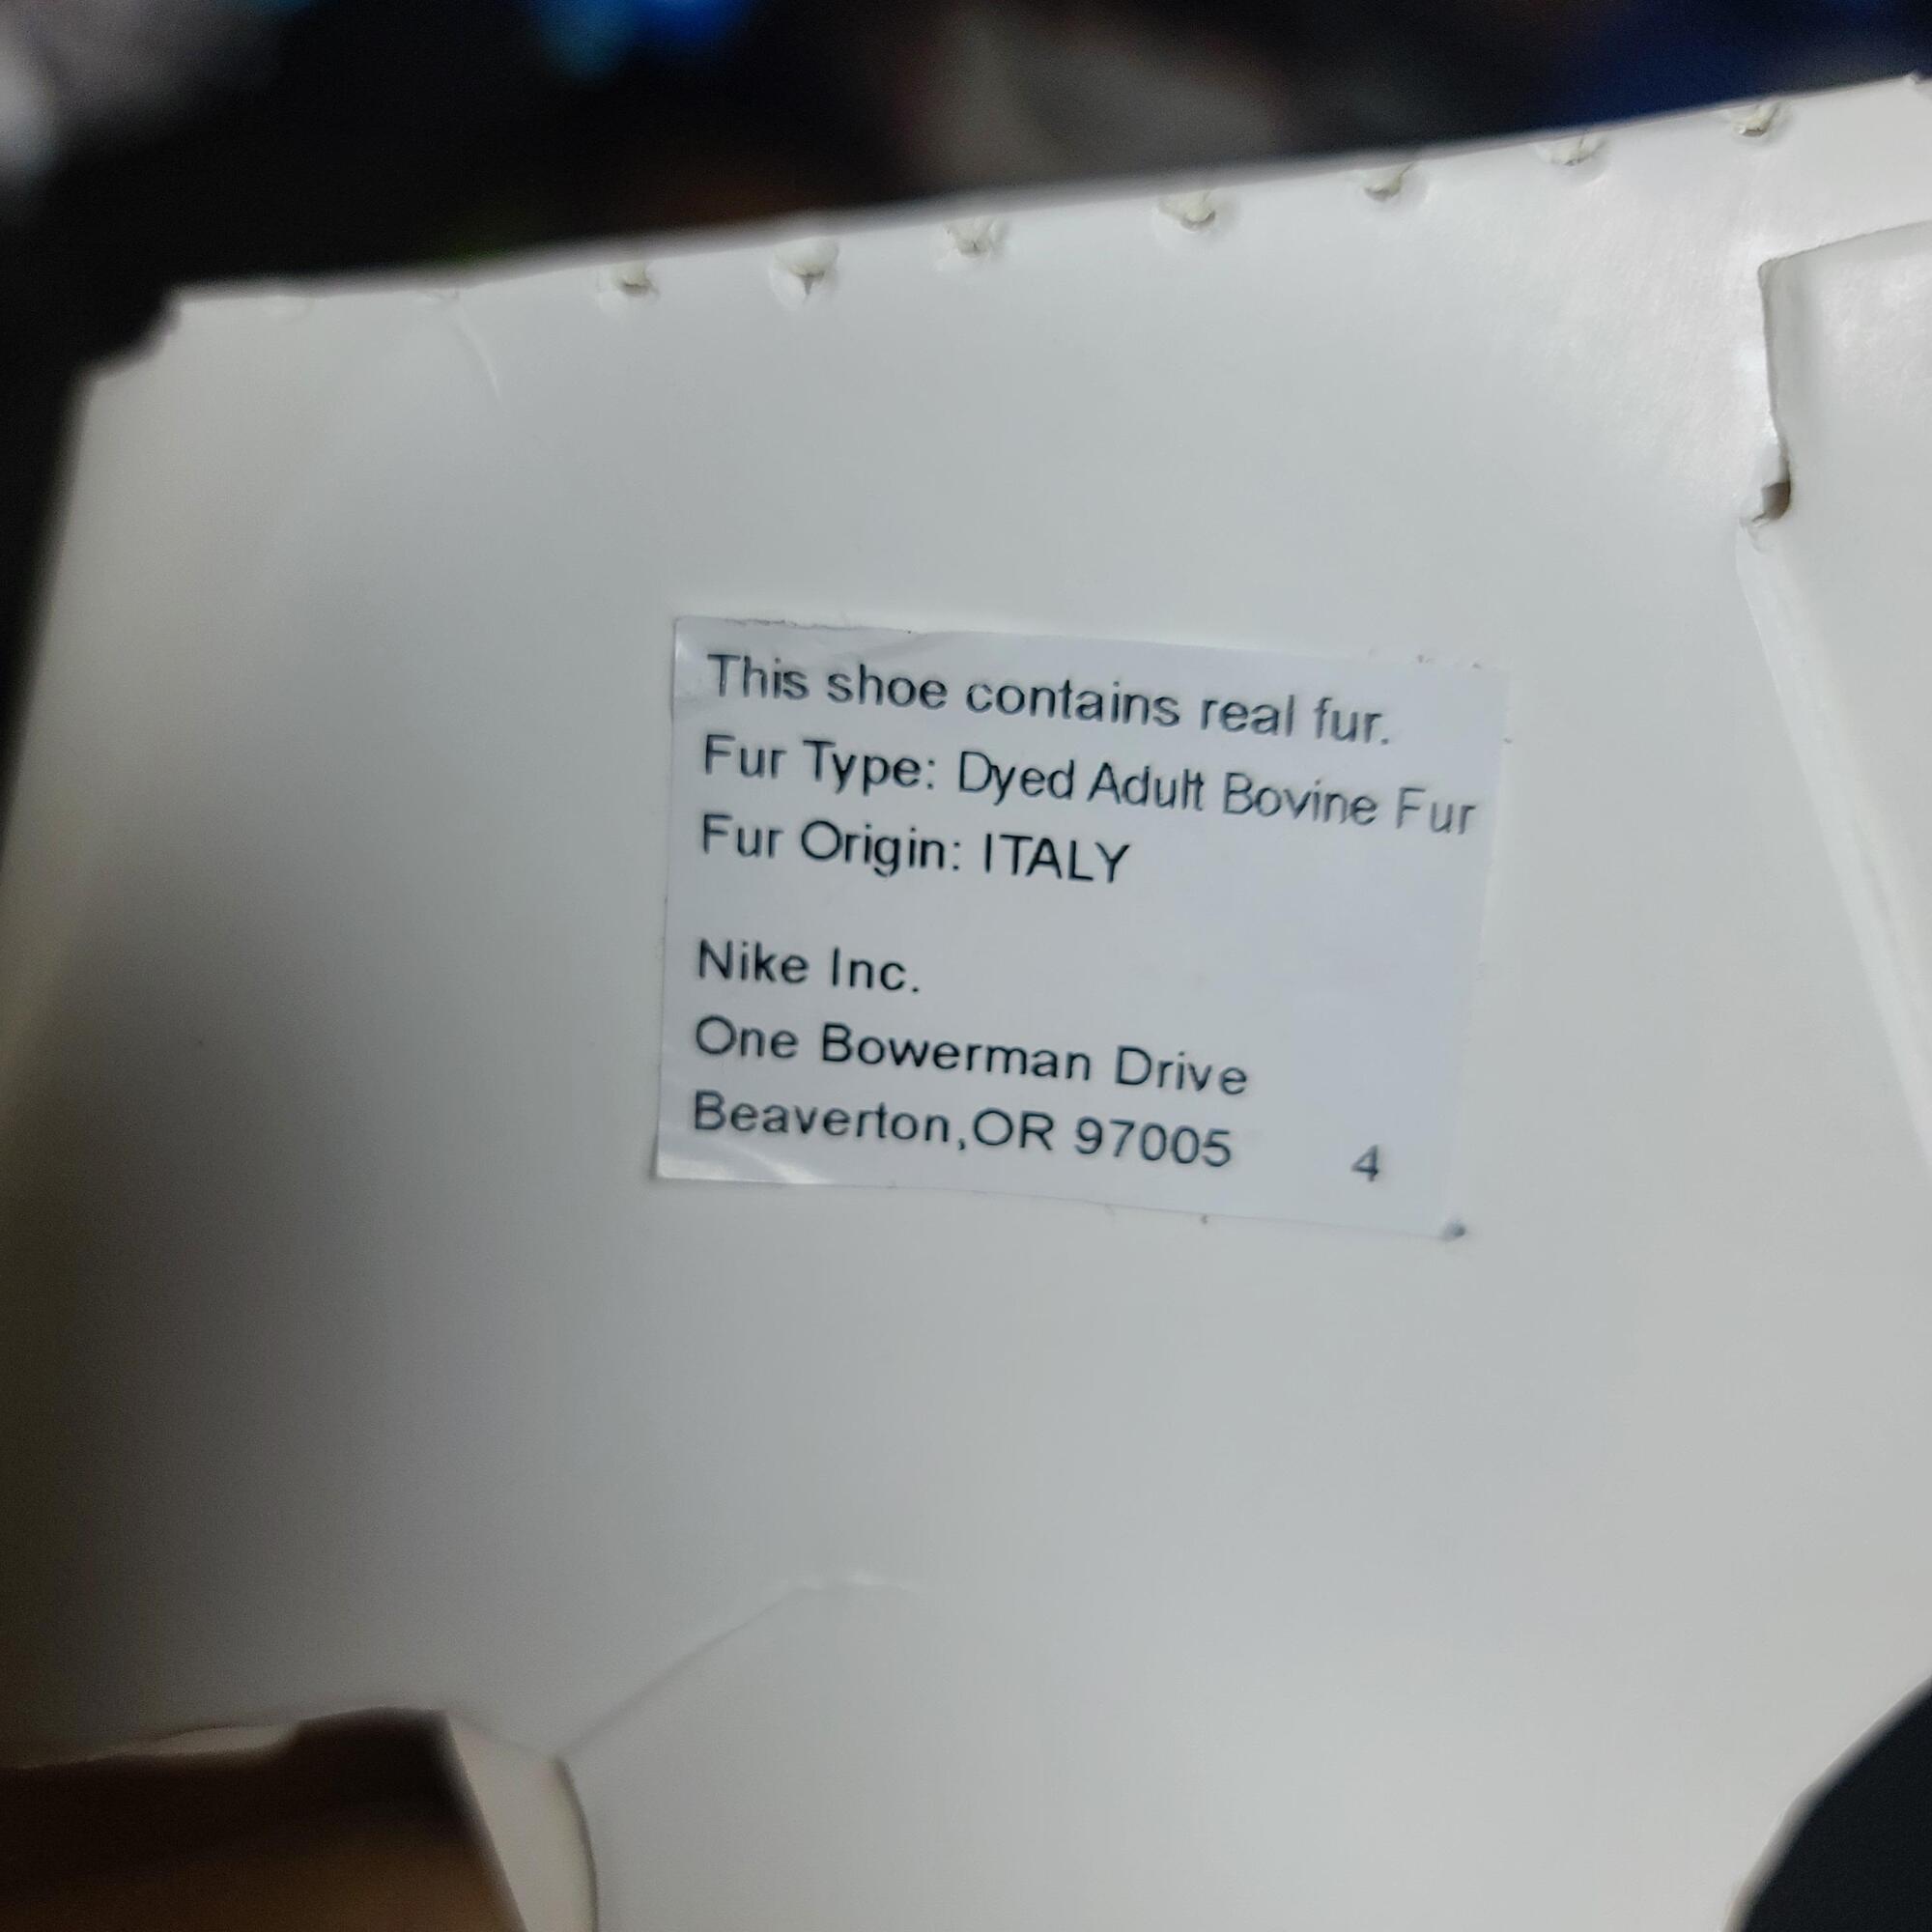 This shoe contains real fur.
Fur Type: Dyed Adult Bovine Fur
Fur Origin: ITALY
Nike Inc.
One Bowerman Drive
Beaverton,OR 97005 4